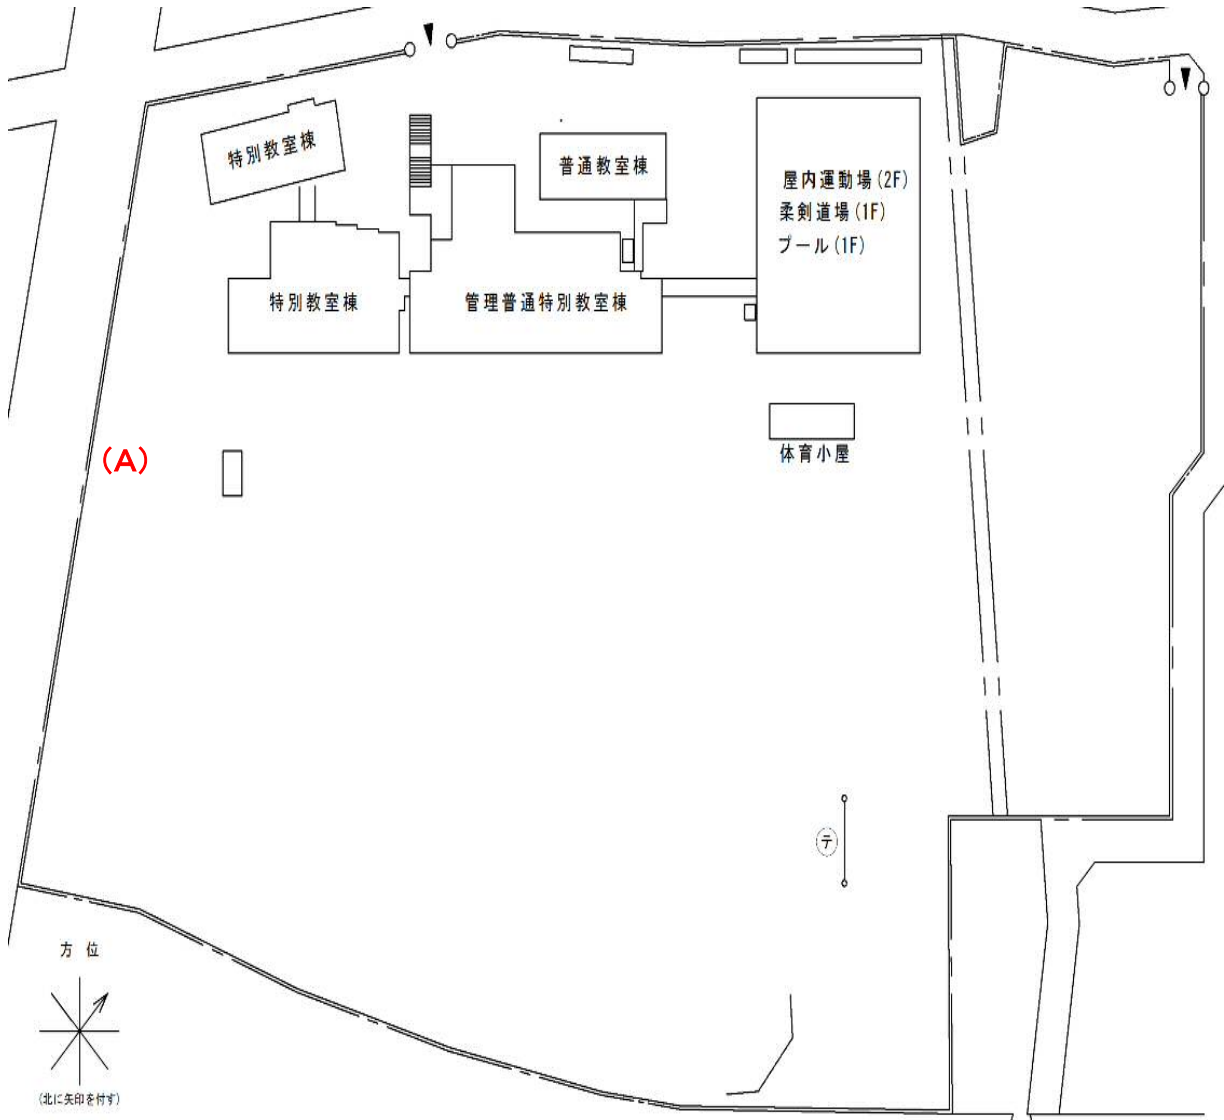 特別教室棟
普通教室棟
屋内運動場(2F)
柔剣道場(1F)
プール(1F)
特別教室棟
管理普通特別教室棟
体育小屋
(A)
テ
方 位
(北に矢印を付す)